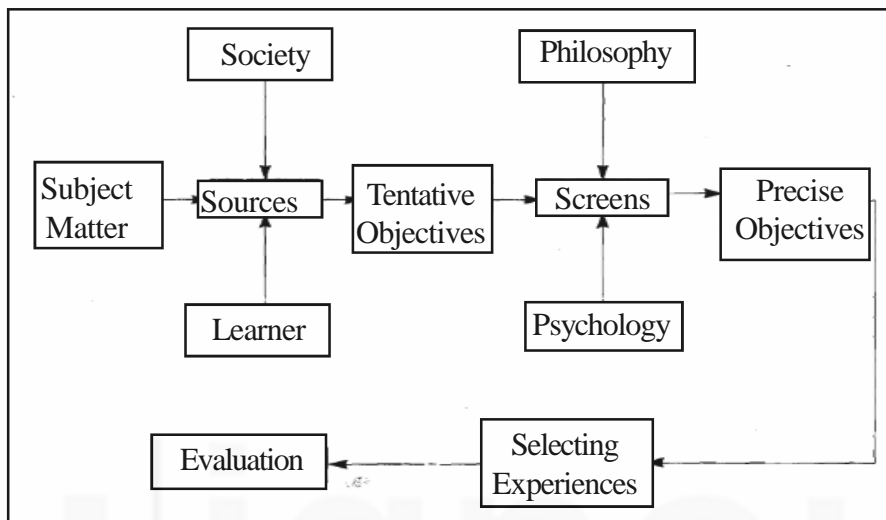 Society
Philosophy
Subject
Matter
Sources
Tentative
Objectives
Screens
Precise
Objectives
Learner
Psychology
Evaluation
Selecting
Experiences